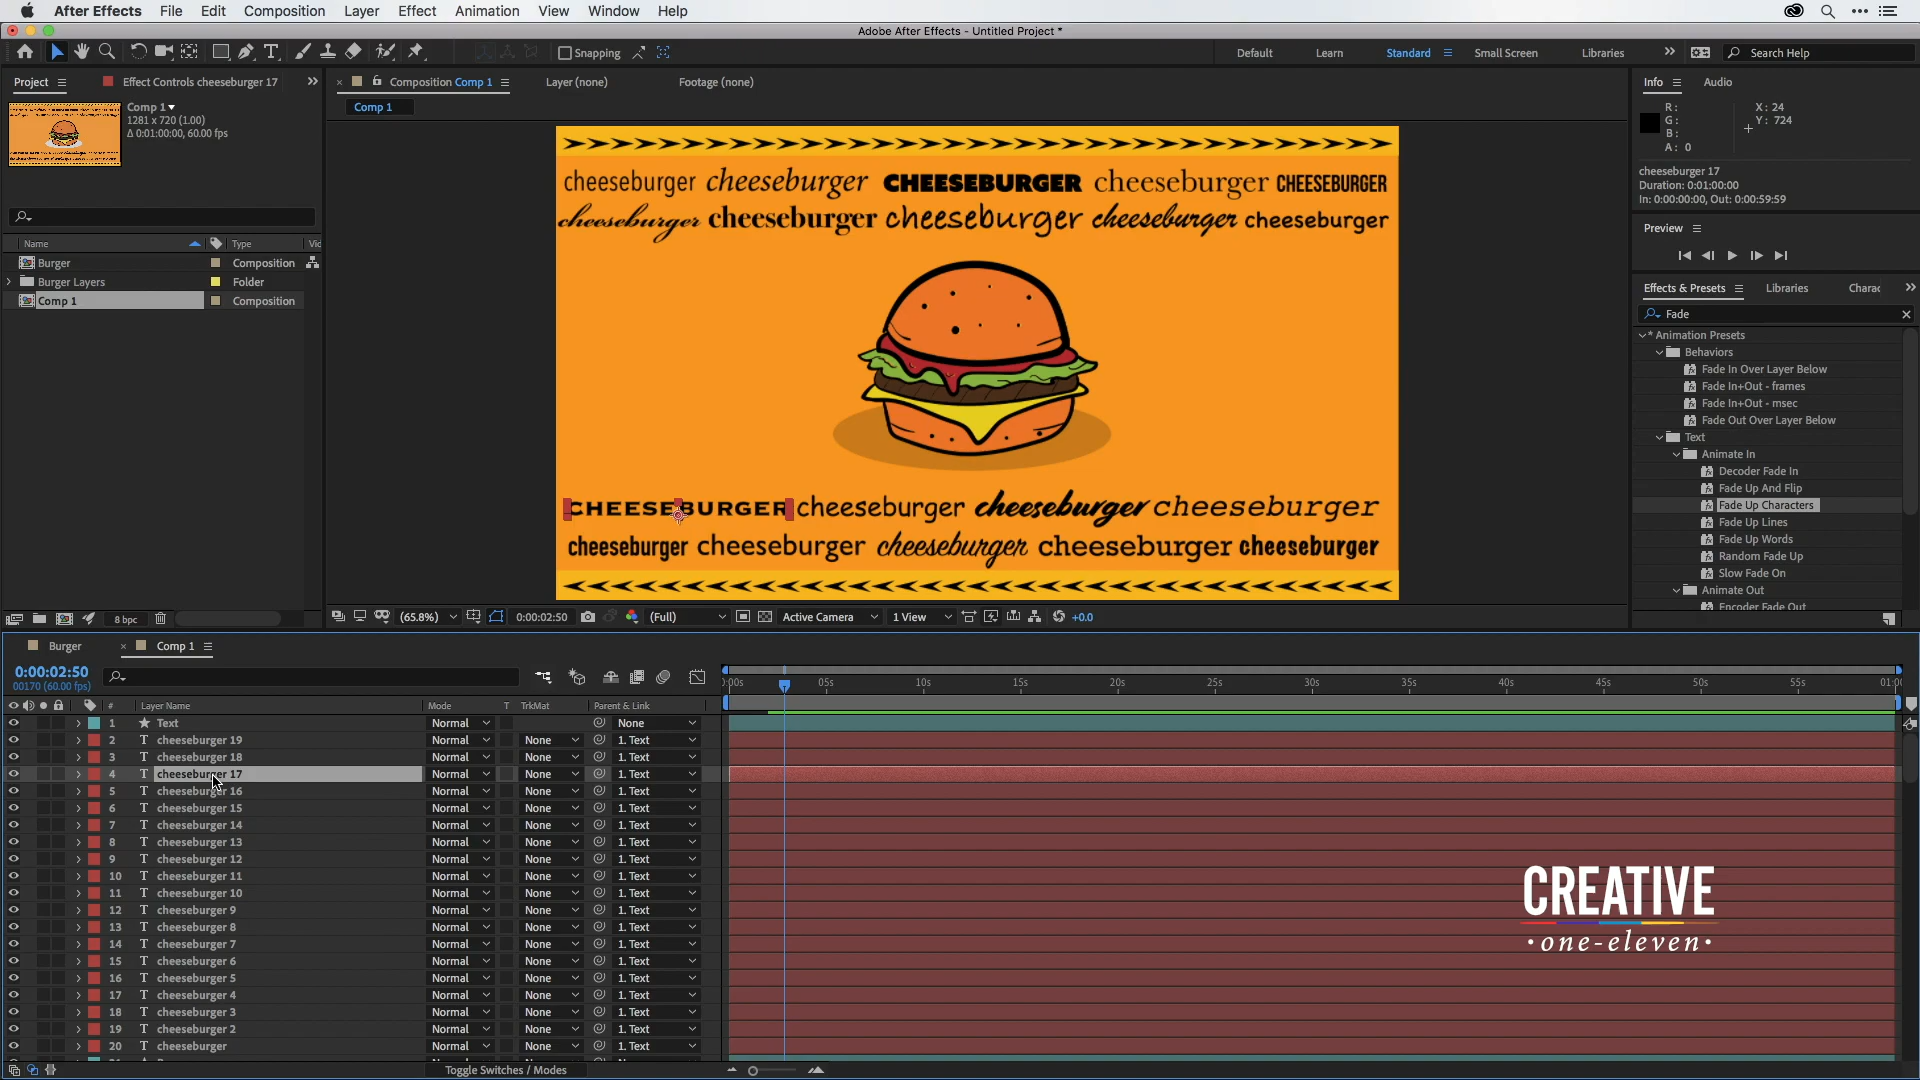 After Effects File Edit Composition Layer Effect Animation View Window Help
Adobe After Effects - Untitled Project *
Snapping Default Learn Standard Small Screen Libraries Search Help
Project Effect Controls cheeseburger 17 Composition Comp 1 Layer (none) Footage (none) Info Audio
Comp 1
1281 x 720 (1.00)
Δ 0:01:00:00, 60.00 fps
Comp 1
R:
G:
B:
A: 0
X: 24
Y: 724
cheeseburger 17
Duration: 0:01:00:00
In: 0:00:00:00, Out: 0:00:59:59
Preview
Effects & Presets Libraries
Fade
* Animation Presets
Behaviors
Fade In Over Layer Below
Fade In+Out - frames
Fade In+Out - msec
Fade Out Over Layer Below
Text
Animate In
Decoder Fade In
Fade Up And Flip
Fade Up Characters
Fade Up Lines
Fade Up Words
Random Fade Up
Slow Fade On
Animate Out
Encoder Fade Out
Name Type
Burger Composition
Burger Layers Folder
Comp 1 Composition
8 bpc
cheeseburger cheeseburger CHEESEBURGER cheeseburger CHEESEBURGER
cheeseburger cheeseburger cheeseburger cheeseburger cheeseburger
CHEESEBURGER cheeseburger cheeseburger cheeseburger
cheeseburger cheeseburger cheeseburger cheeseburger cheeseburger
(65.8%) 0:00:02:50 (Full) Active Camera 1 View +0.0
Burger Comp 1
0:00:02:50
00170 (60.00 fps)
:00s 05s 10s 15s 20s 25s 30s 35s 40s 45s 50s 55s
# Layer Name Mode T TrkMat Parent & Link
1 Text Normal None
2 cheeseburger 19 Normal None 1. Text
3 cheeseburger 18 Normal None 1. Text
4 cheeseburger 17 Normal None 1. Text
5 cheeseburger 16 Normal None 1. Text
6 cheeseburger 15 Normal None 1. Text
7 cheeseburger 14 Normal None 1. Text
8 cheeseburger 13 Normal None 1. Text
9 cheeseburger 12 Normal None 1. Text
10 cheeseburger 11 Normal None 1. Text
11 cheeseburger 10 Normal None 1. Text
12 cheeseburger 9 Normal None 1. Text
13 cheeseburger 8 Normal None 1. Text
14 cheeseburger 7 Normal None 1. Text
15 cheeseburger 6 Normal None 1. Text
16 cheeseburger 5 Normal None 1. Text
17 cheeseburger 4 Normal None 1. Text
18 cheeseburger 3 Normal None 1. Text
19 cheeseburger 2 Normal None 1. Text
20 cheeseburger Normal None 1. Text
Toggle Switches / Modes
CREATIVE
•one-eleven•